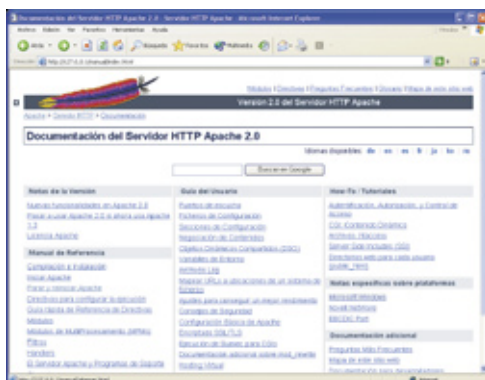 Documentación del Servidor HTTP Apache 2.0 - Servidor HTTP Apache - Microsoft Internet Explorer
Archivo Edición Ver Favoritos Herramientas Ayuda
Atrás Búsqueda Favoritos Multimedia
Módulos | Directivas | Preguntas Frecuentes | Glosario | Mapa de este sitio web
Versión 2.0 del Servidor HTTP Apache
Apache > Servidor HTTP > Documentación
Documentación del Servidor HTTP Apache 2.0
Idiomas disponibles: de en es fr ja ko ru
Buscar en Google
Notas de la Versión
Nuevas funcionalidades en Apache 2.0
Pasar a usar Apache 2.0 si ahora usa Apache 1.3
Licencia Apache
Manual de Referencia
Compilación e Instalación
Iniciar Apache
Parar y reiniciar Apache
Directivas para configurar la ejecución
Guía Rápida de Referencia de Directivas
Módulos
Módulos de MultiProcesamiento (MPMs)
Filtros
Handlers
El Servidor Apache y Programas de Soporte
Guía del Usuario
Puertos de escucha
Ficheros de Configuración
Secciones de Configuración
Negociación de Contenidos
Objetos Dinámicos Compartidos (DSO)
Variables de Entorno
Archivos Log
Mapear URLs a ubicaciones de un sistema de ficheros
Ajustes para conseguir un mejor rendimiento
Consejos de Seguridad
Configuración Básica de Apache
Encriptado SSL/TLS
Ejecución de Suexec para CGIs
Documentación adicional sobre mod_rewrite
Hosting Virtual
How-To / Tutoriales
Autentificación, Autorización, y Control de Acceso
CGI: Contenido Dinámico
Archivos .htaccess
Server Side Includes (SSI)
Directorios web para cada usuario (public_html)
Notas específicas sobre plataformas
Microsoft Windows
Novell NetWare
EBCDIC Port
Documentación adicional
Preguntas Más Frecuentes
Mapa de este sitio web
Documentación para desarrolladores